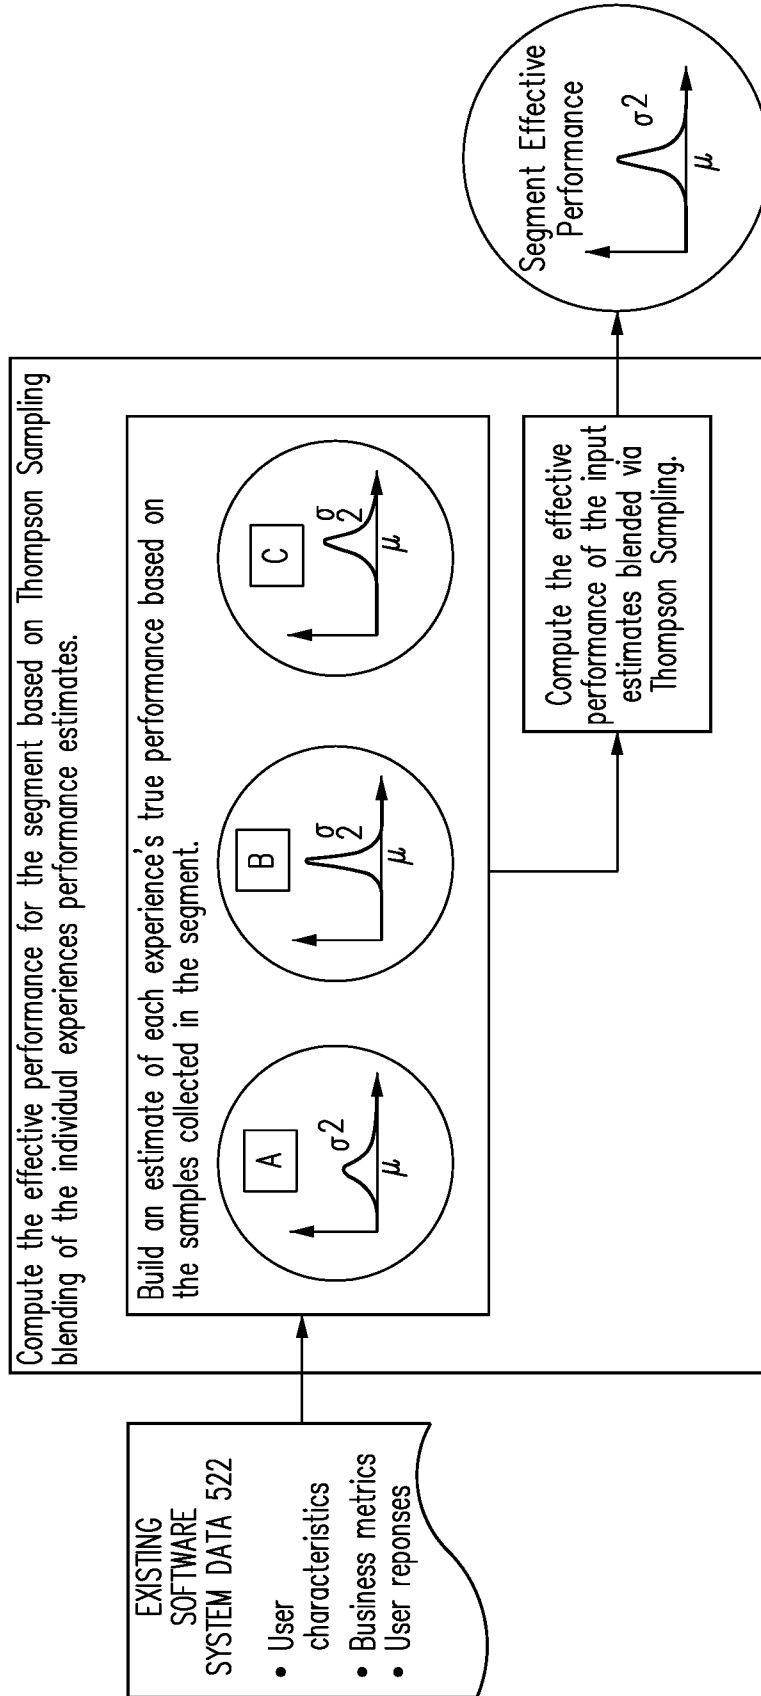 EXISTING
SOFTWARE
SYSTEM DATA 522
• User
characteristics
• Business metrics
• User reponses
Compute the effective performance for the segment based on Thompson Sampling
blending of the individual experiences performance estimates.
Build an estimate of each experience's true performance based on
the samples collected in the segment.
A
σ2
μ
B
σ
2
μ
C
σ
2
μ
Compute the effective
performance of the input
estimates blended via
Thompson Sampling.
Segment Effective
Performance
σ2
μ